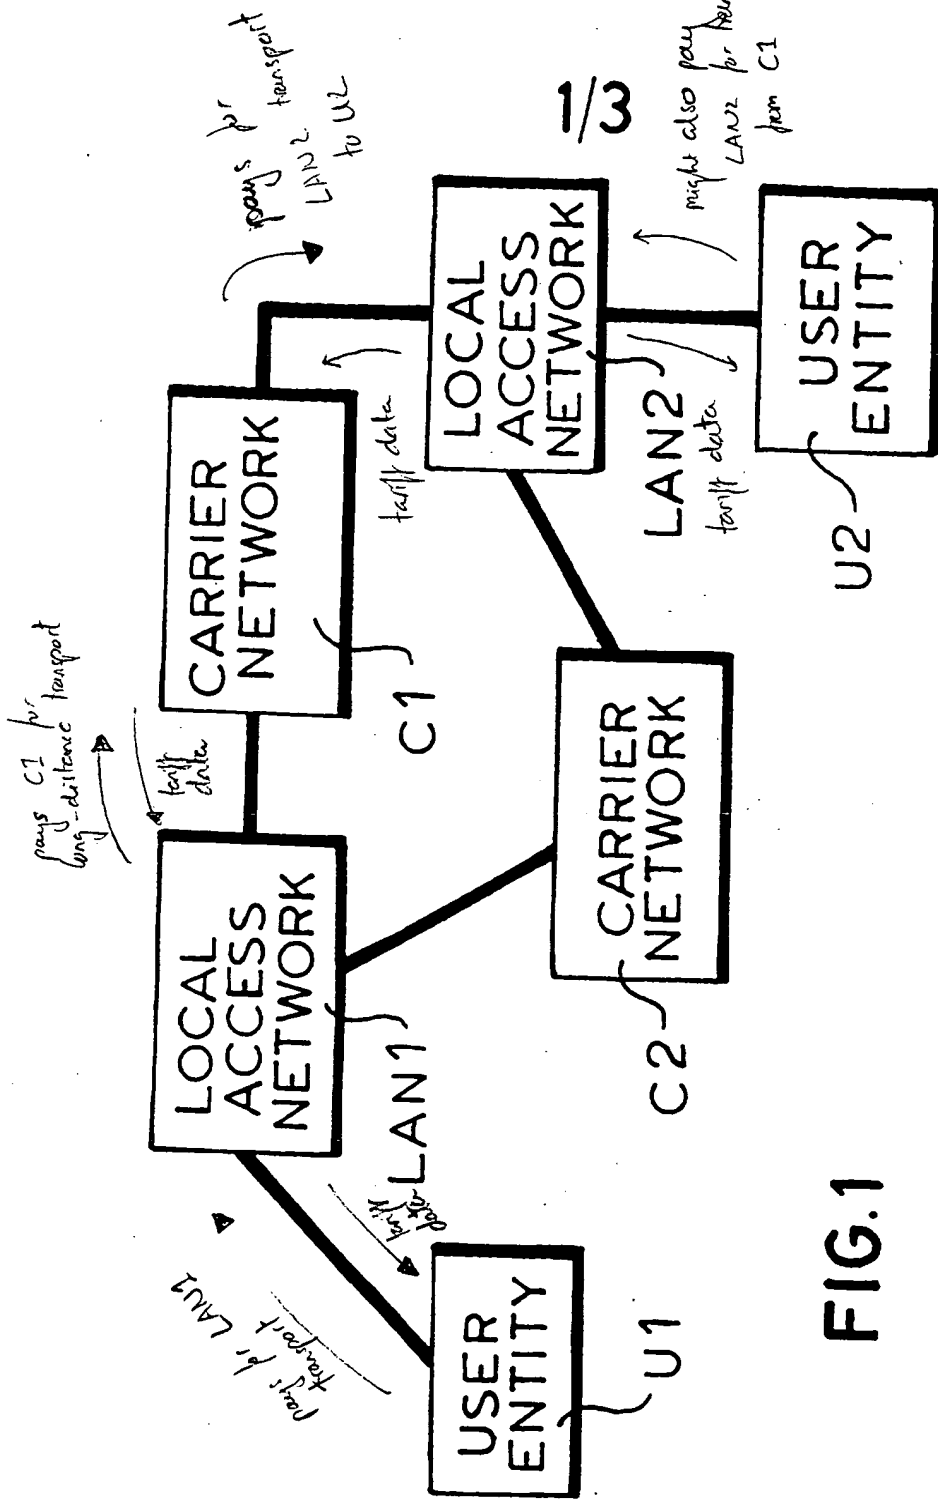 1/3
pays for LAN1
transport
USER
ENTITY
U1
tariff
data
LOCAL
ACCESS
NETWORK
LAN1
pays C1 for
long-distance transport
tariff
data
CARRIER
NETWORK
C1
CARRIER
NETWORK
C2
pays for
LAN2 transport
to U2
tariff data
LOCAL
ACCESS
NETWORK
LAN2
tariff data
might also pay
LAN2 for
from C1
USER
ENTITY
U2
FIG.1